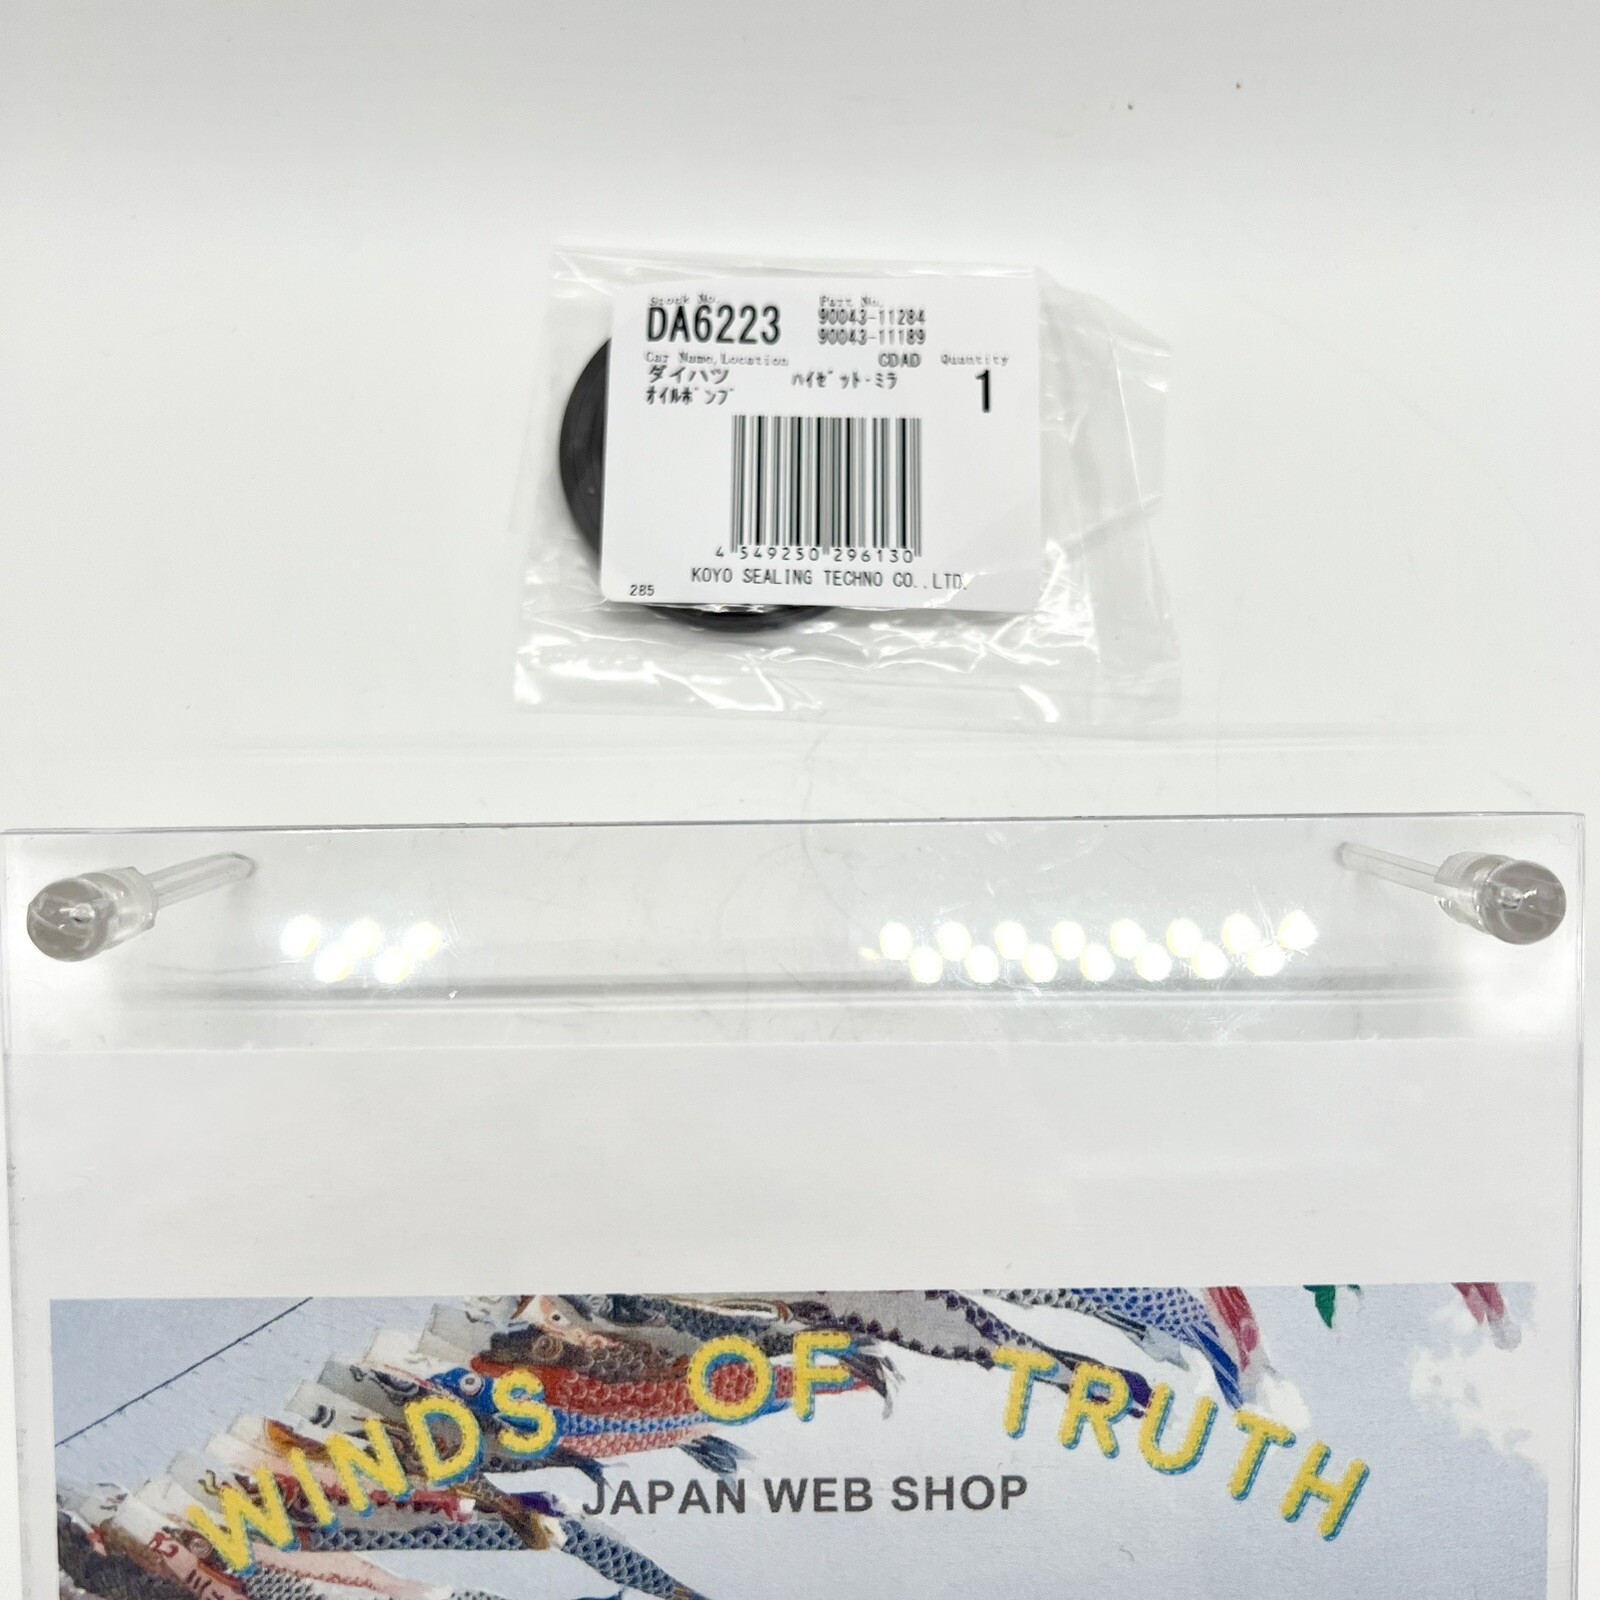 Stock No.
DA6223
Part No.
90043-11284
90043-11189
Car Name,Location
CDAD
Quantity
ダイハツ
ハイゼット・ミラ
1
オイルポンプ
4 549250 296130
KOYO SEALING TECHNO CO.,LTD.
285
WINDS OF TRUTH
JAPAN WEB SHOP